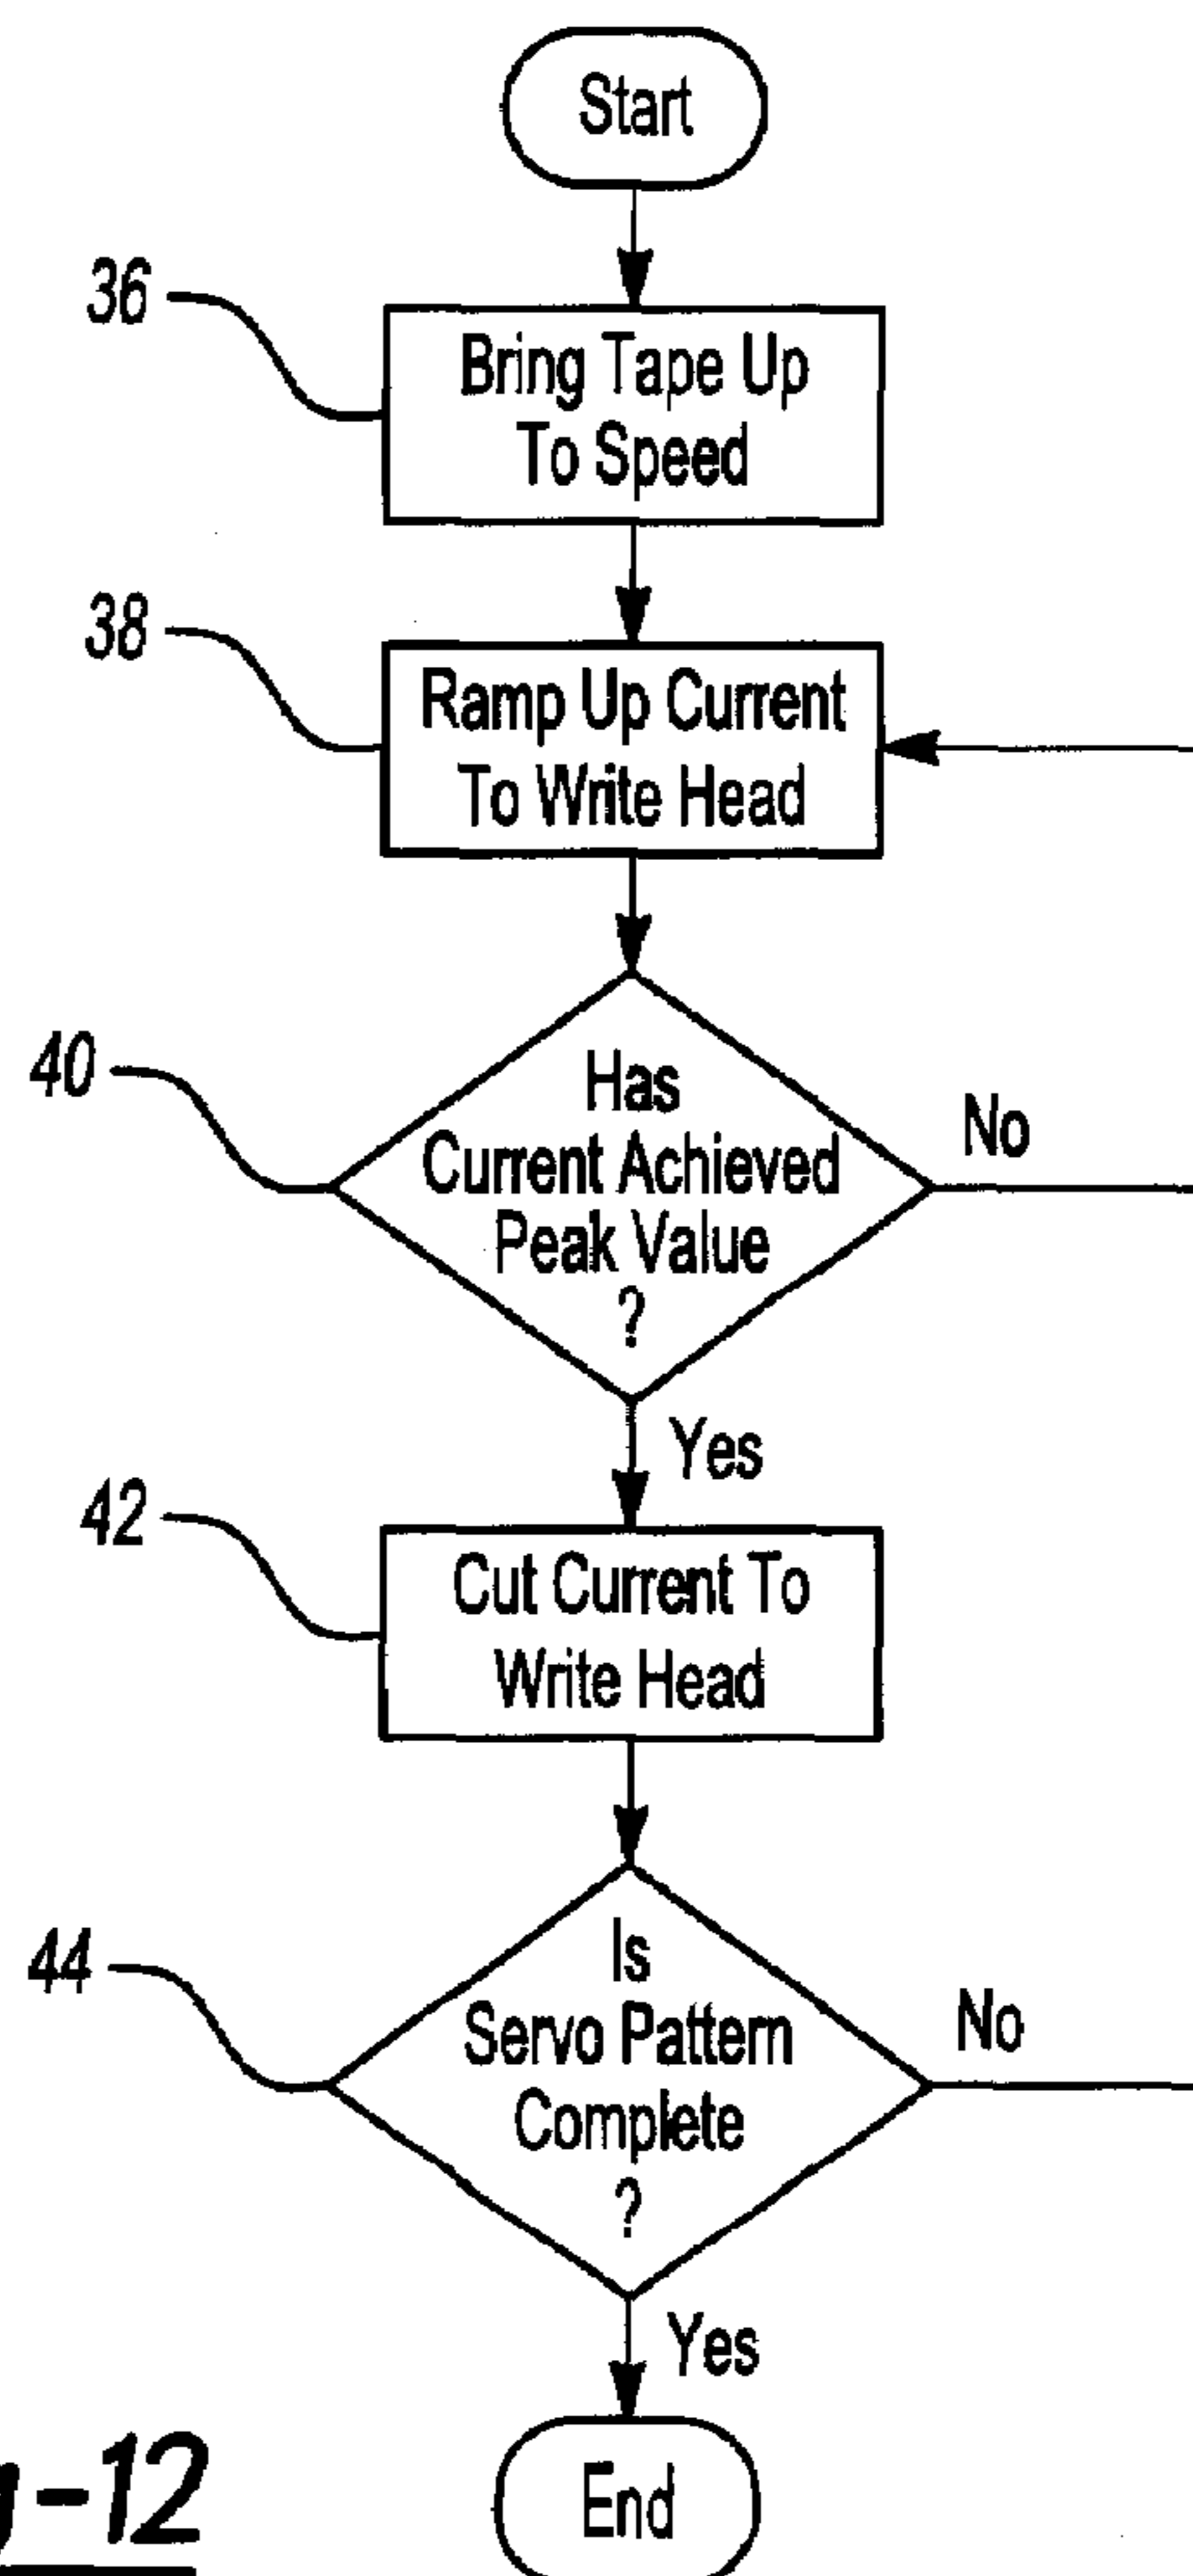 Start
36
Bring Tape Up
To Speed
38
Ramp Up Current
To Write Head
40
Has
Current Achieved
Peak Value
?
No
Yes
42
Cut Current To
Write Head
44
Is
Servo Pattern
Complete
?
No
Yes
End
-12